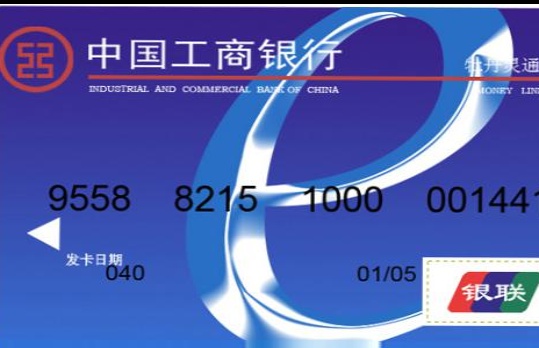 中国工商银行
INDUSTRIAL AND COMMERCIAL BANK OF CHINA
牡丹灵通
MONEY LIN
9558 8215 1000 001441
发卡日期
040 01/05
银联